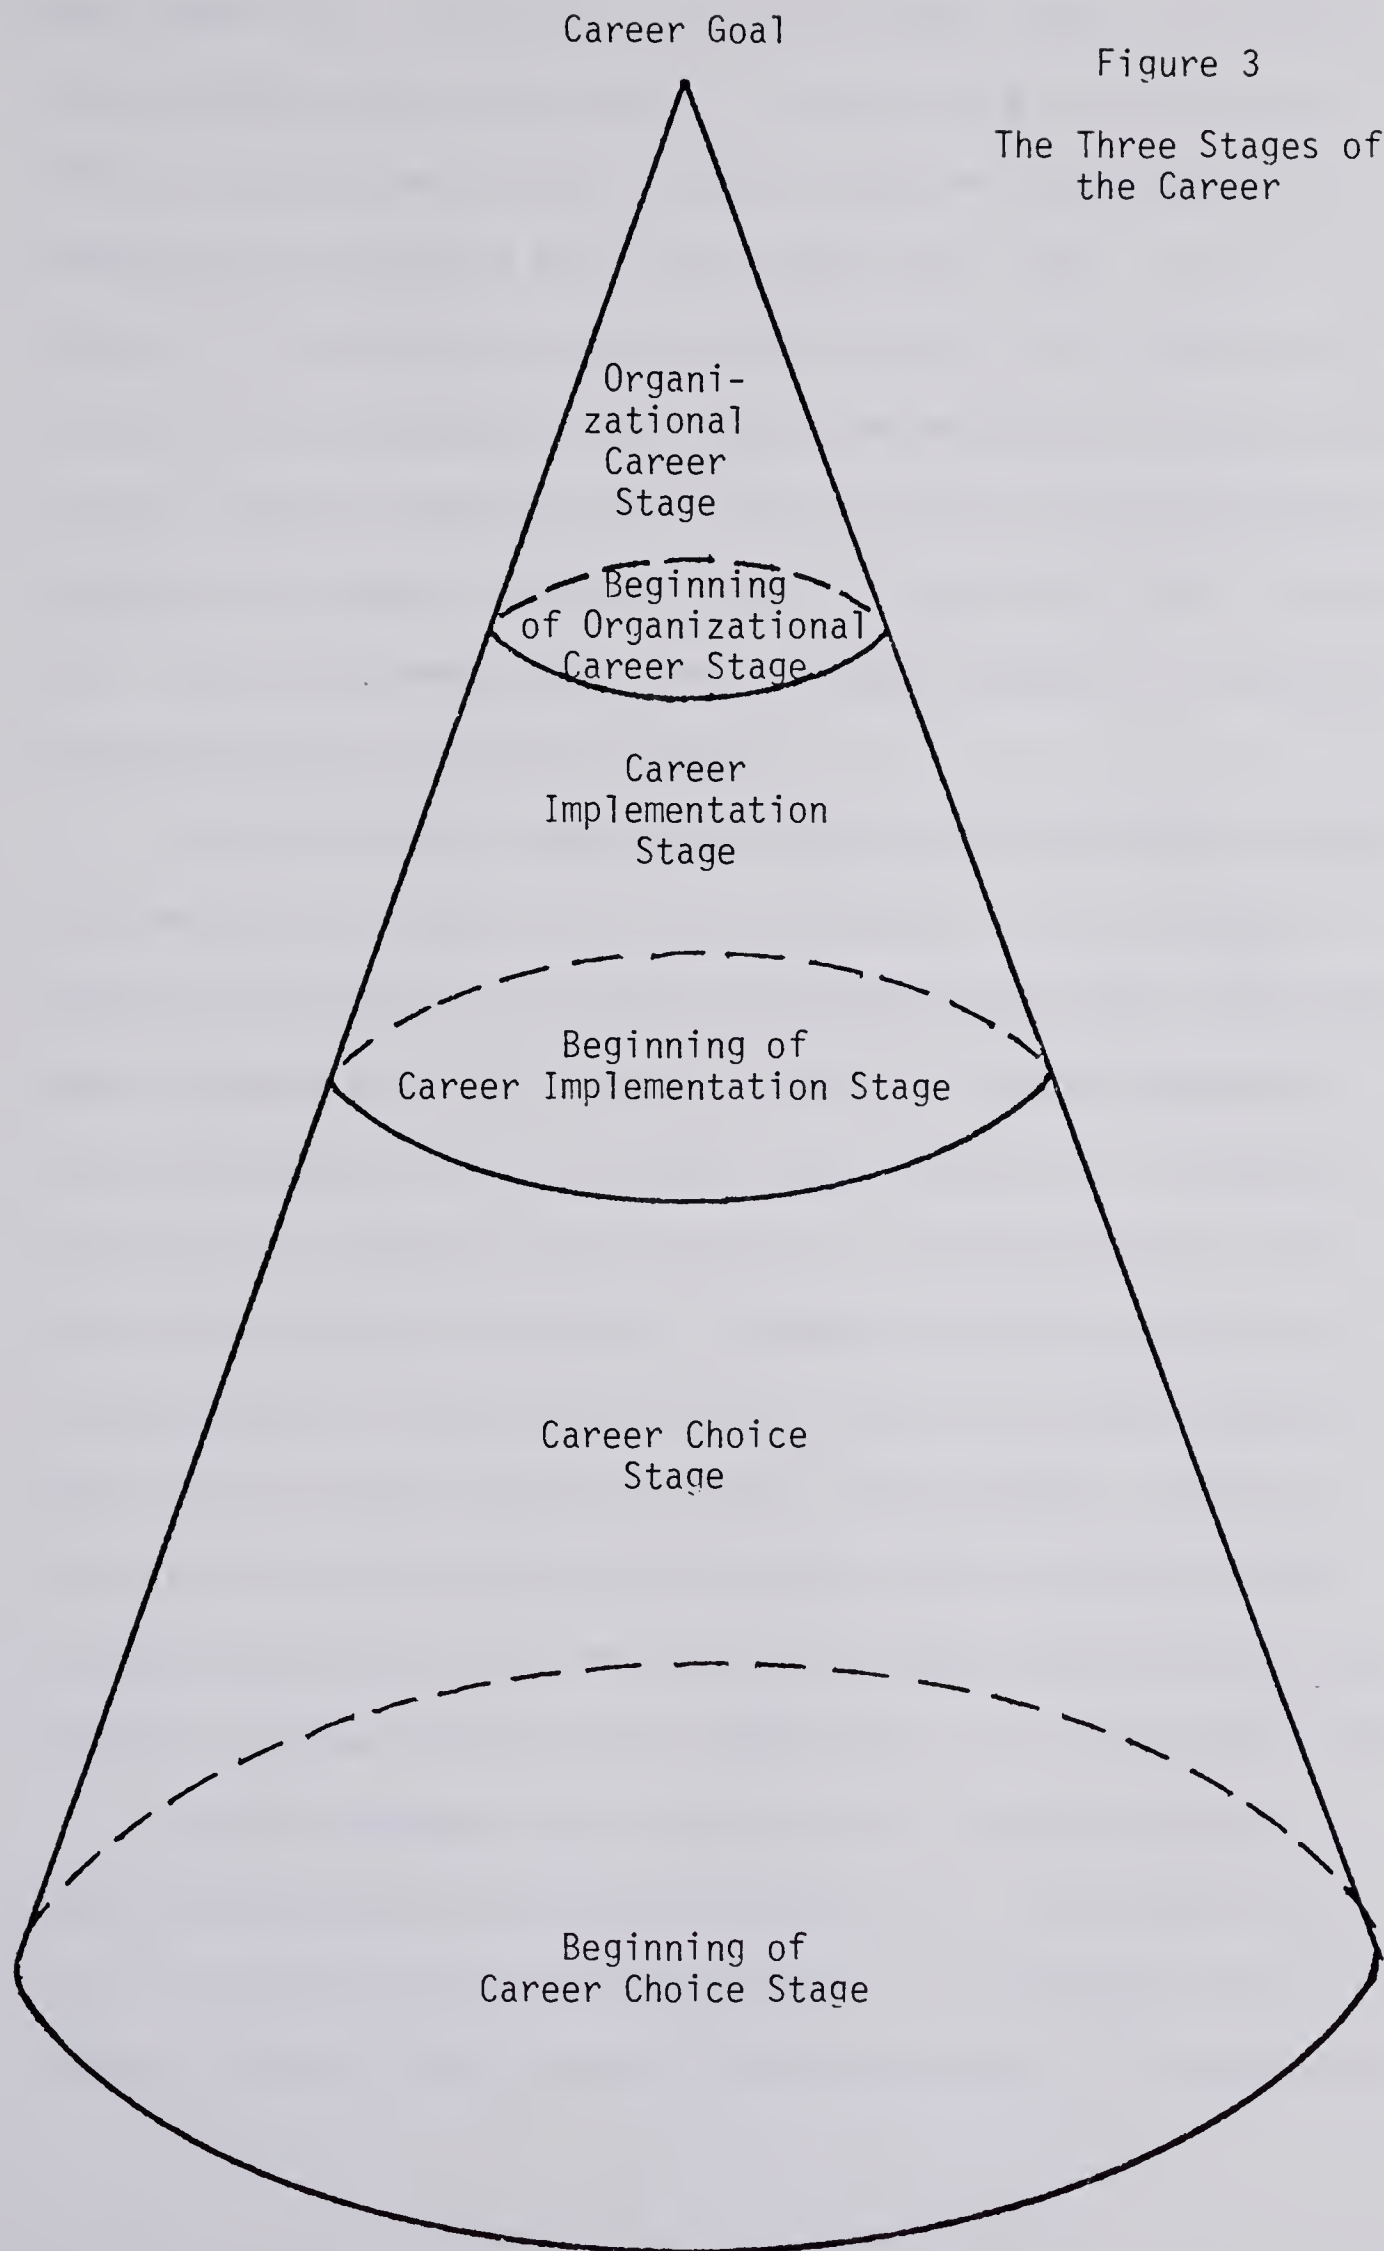 Career Goal
Figure 3
The Three Stages of
the Career
Organi-
zational
Career
Stage
Beginning
of Organizational
Career Stage
Career
Implementation
Stage
Beginning of
Career Implementation Stage
Career Choice
Stage
Beginning of
Career Choice Stage